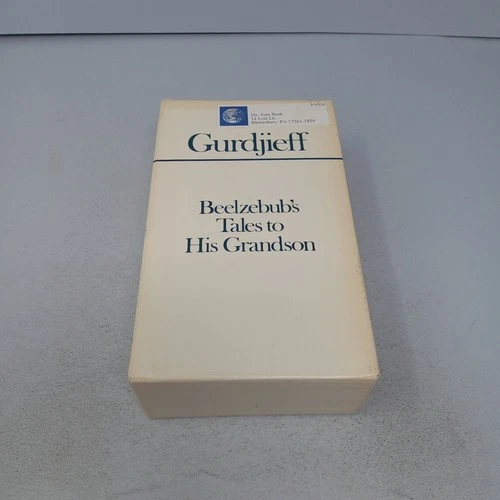 Gurdjieff
Beelzebub's
Tales to
His Grandson